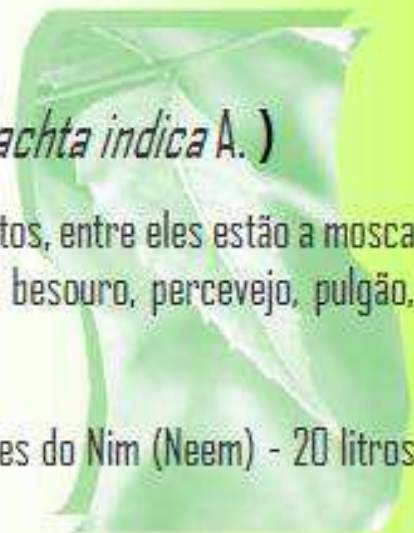 achta indica A. )
tos, entre eles estão a mosca
besouro, percevejo, pulgão,
es do Nim (Neem) - 20 litros